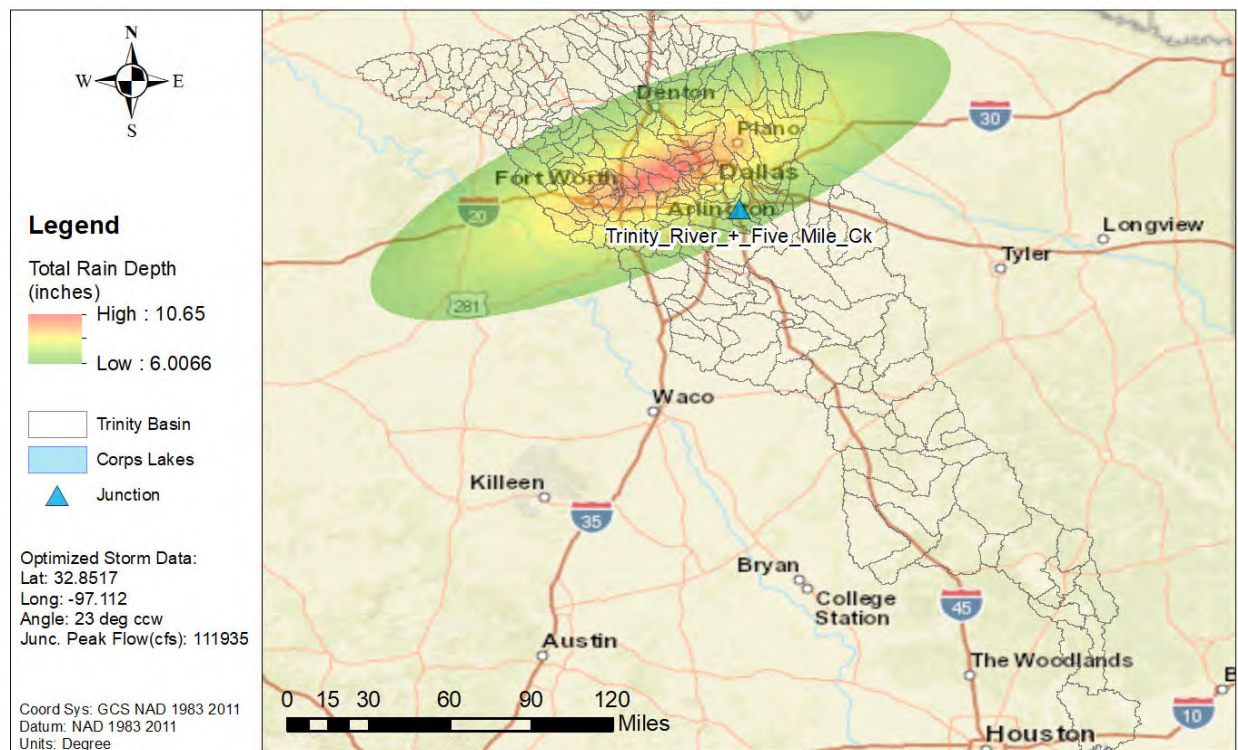 N
W E
S
Legend
Total Rain Depth
(inches)
High : 10.65
Low : 6.0066
Trinity Basin
Corps Lakes
Junction
Optimized Storm Data:
Lat: 32.8517
Long: -97.112
Angle: 23 deg ccw
Junc. Peak Flow(cfs): 111935
Coord Sys: GCS NAD 1983 2011
Datum: NAD 1983 2011
Units: Degree
Denton
30
Plano
Fort Worth
Dallas
20
Arlington
Trinity_River_+_Five_Mile_Ck
Longview
Tyler
281
Waco
Killeen
35
Bryan
College
Station
45
Austin
The Woodlands
10
Houston
0 15 30 60 90 120
Miles